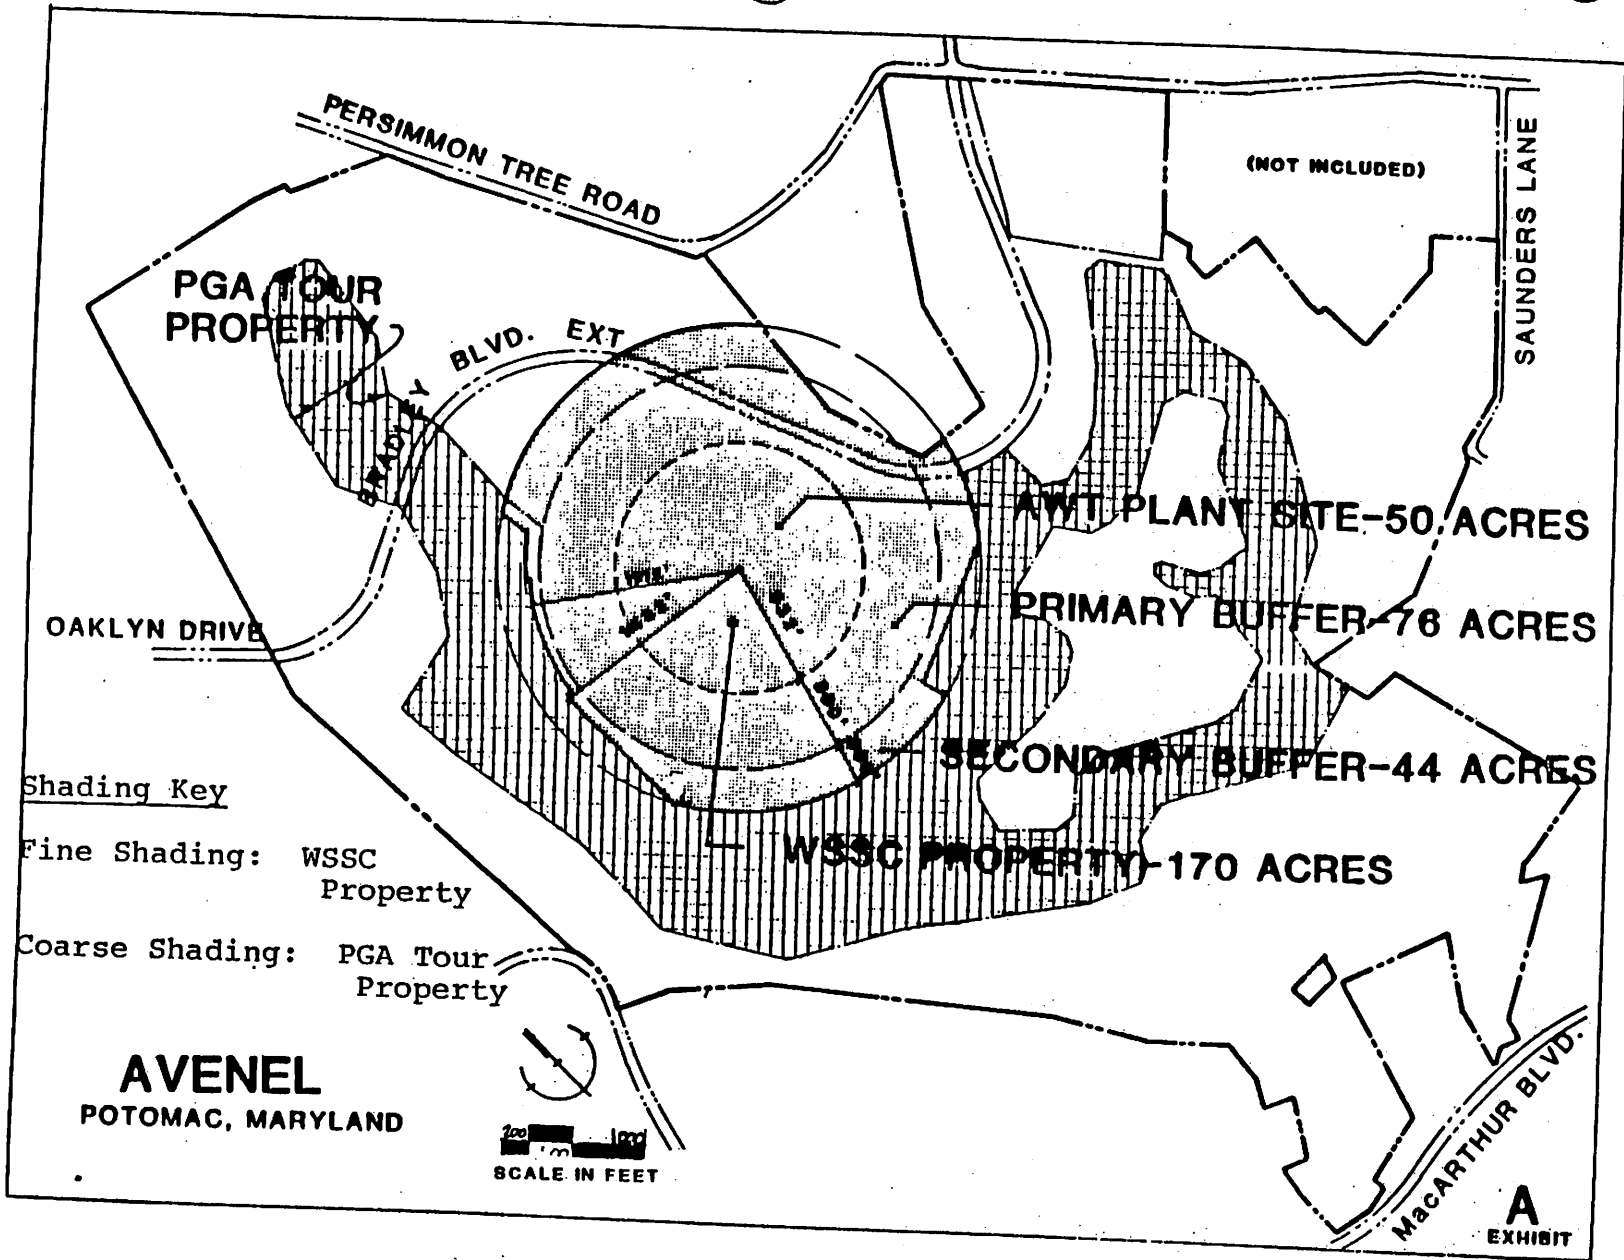 PERSIMMON TREE ROAD
(NOT INCLUDED)
SAUNDERS LANE
PGA TOUR
PROPERTY
BRADLEY BLVD. EXT
AWT PLANT SITE-50 ACRES
PRIMARY BUFFER-76 ACRES
OAKLYN DRIVE
SECONDARY BUFFER-44 ACRES
WSSC PROPERTY-170 ACRES
Shading Key
Fine Shading: WSSC
Property
Coarse Shading: PGA Tour
Property
AVENEL
POTOMAC, MARYLAND
200
SCALE IN FEET
MacARTHUR BLVD.
A
EXHIBIT